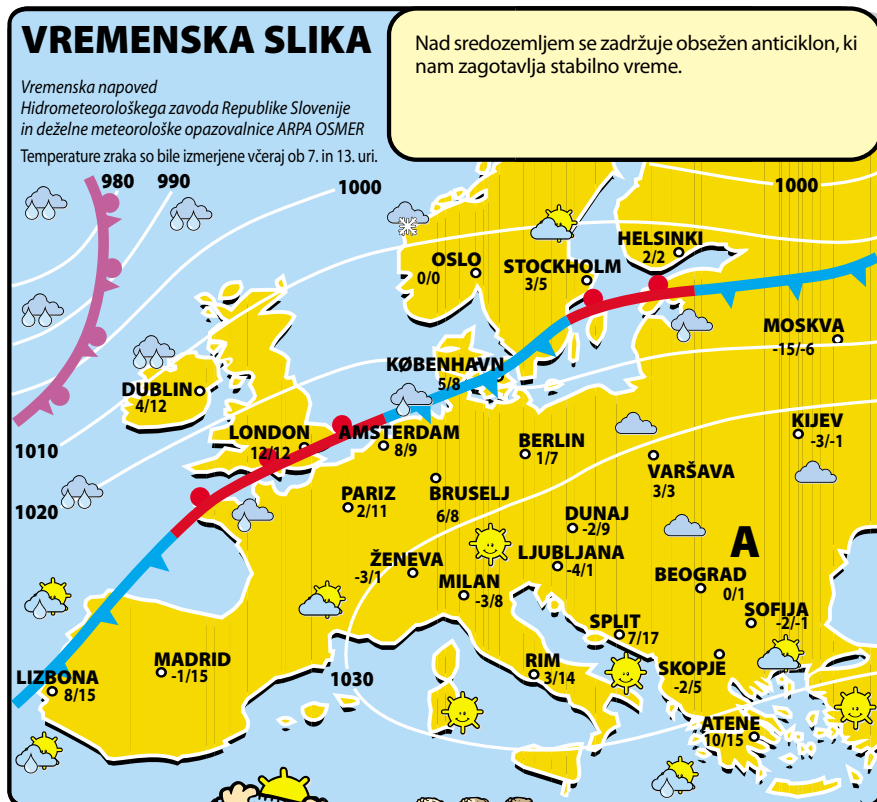 VREMENSKA SLIKA
Vremenska napoved
Hidrometeorološkega zavoda Republike Slovenije
in deželne meteorološke opazovalnice ARPA OSMER
Temperature zraka so bile izmerjene včeraj ob 7. in 13. uri.
Nad sredozemljem se zadržuje obsežen anticiklon, ki
nam zagotavlja stabilno vreme.
980
990
1000
1000
HELSINKI
2/2
OSLO
0/0
STOCKHOLM
3/5
MOSKVA
-15/-6
KØBENHAVN
5/8
DUBLIN
4/12
1010
LONDON
12/12
AMSTERDAM
8/9
BERLIN
1/7
KIJEV
-3/-1
VARŠAVA
3/3
1020
PARIZ
2/11
BRUSELJ
6/8
DUNAJ
-2/9
A
ŽENEVA
-3/1
LJUBLJANA
-4/1
MILAN
-3/8
BEOGRAD
0/1
SOFIJA
-2/-1
SPLIT
7/17
LIZBONA
8/15
MADRID
-1/15
1030
RIM
3/14
SKOPJE
-2/5
ATENE
10/15